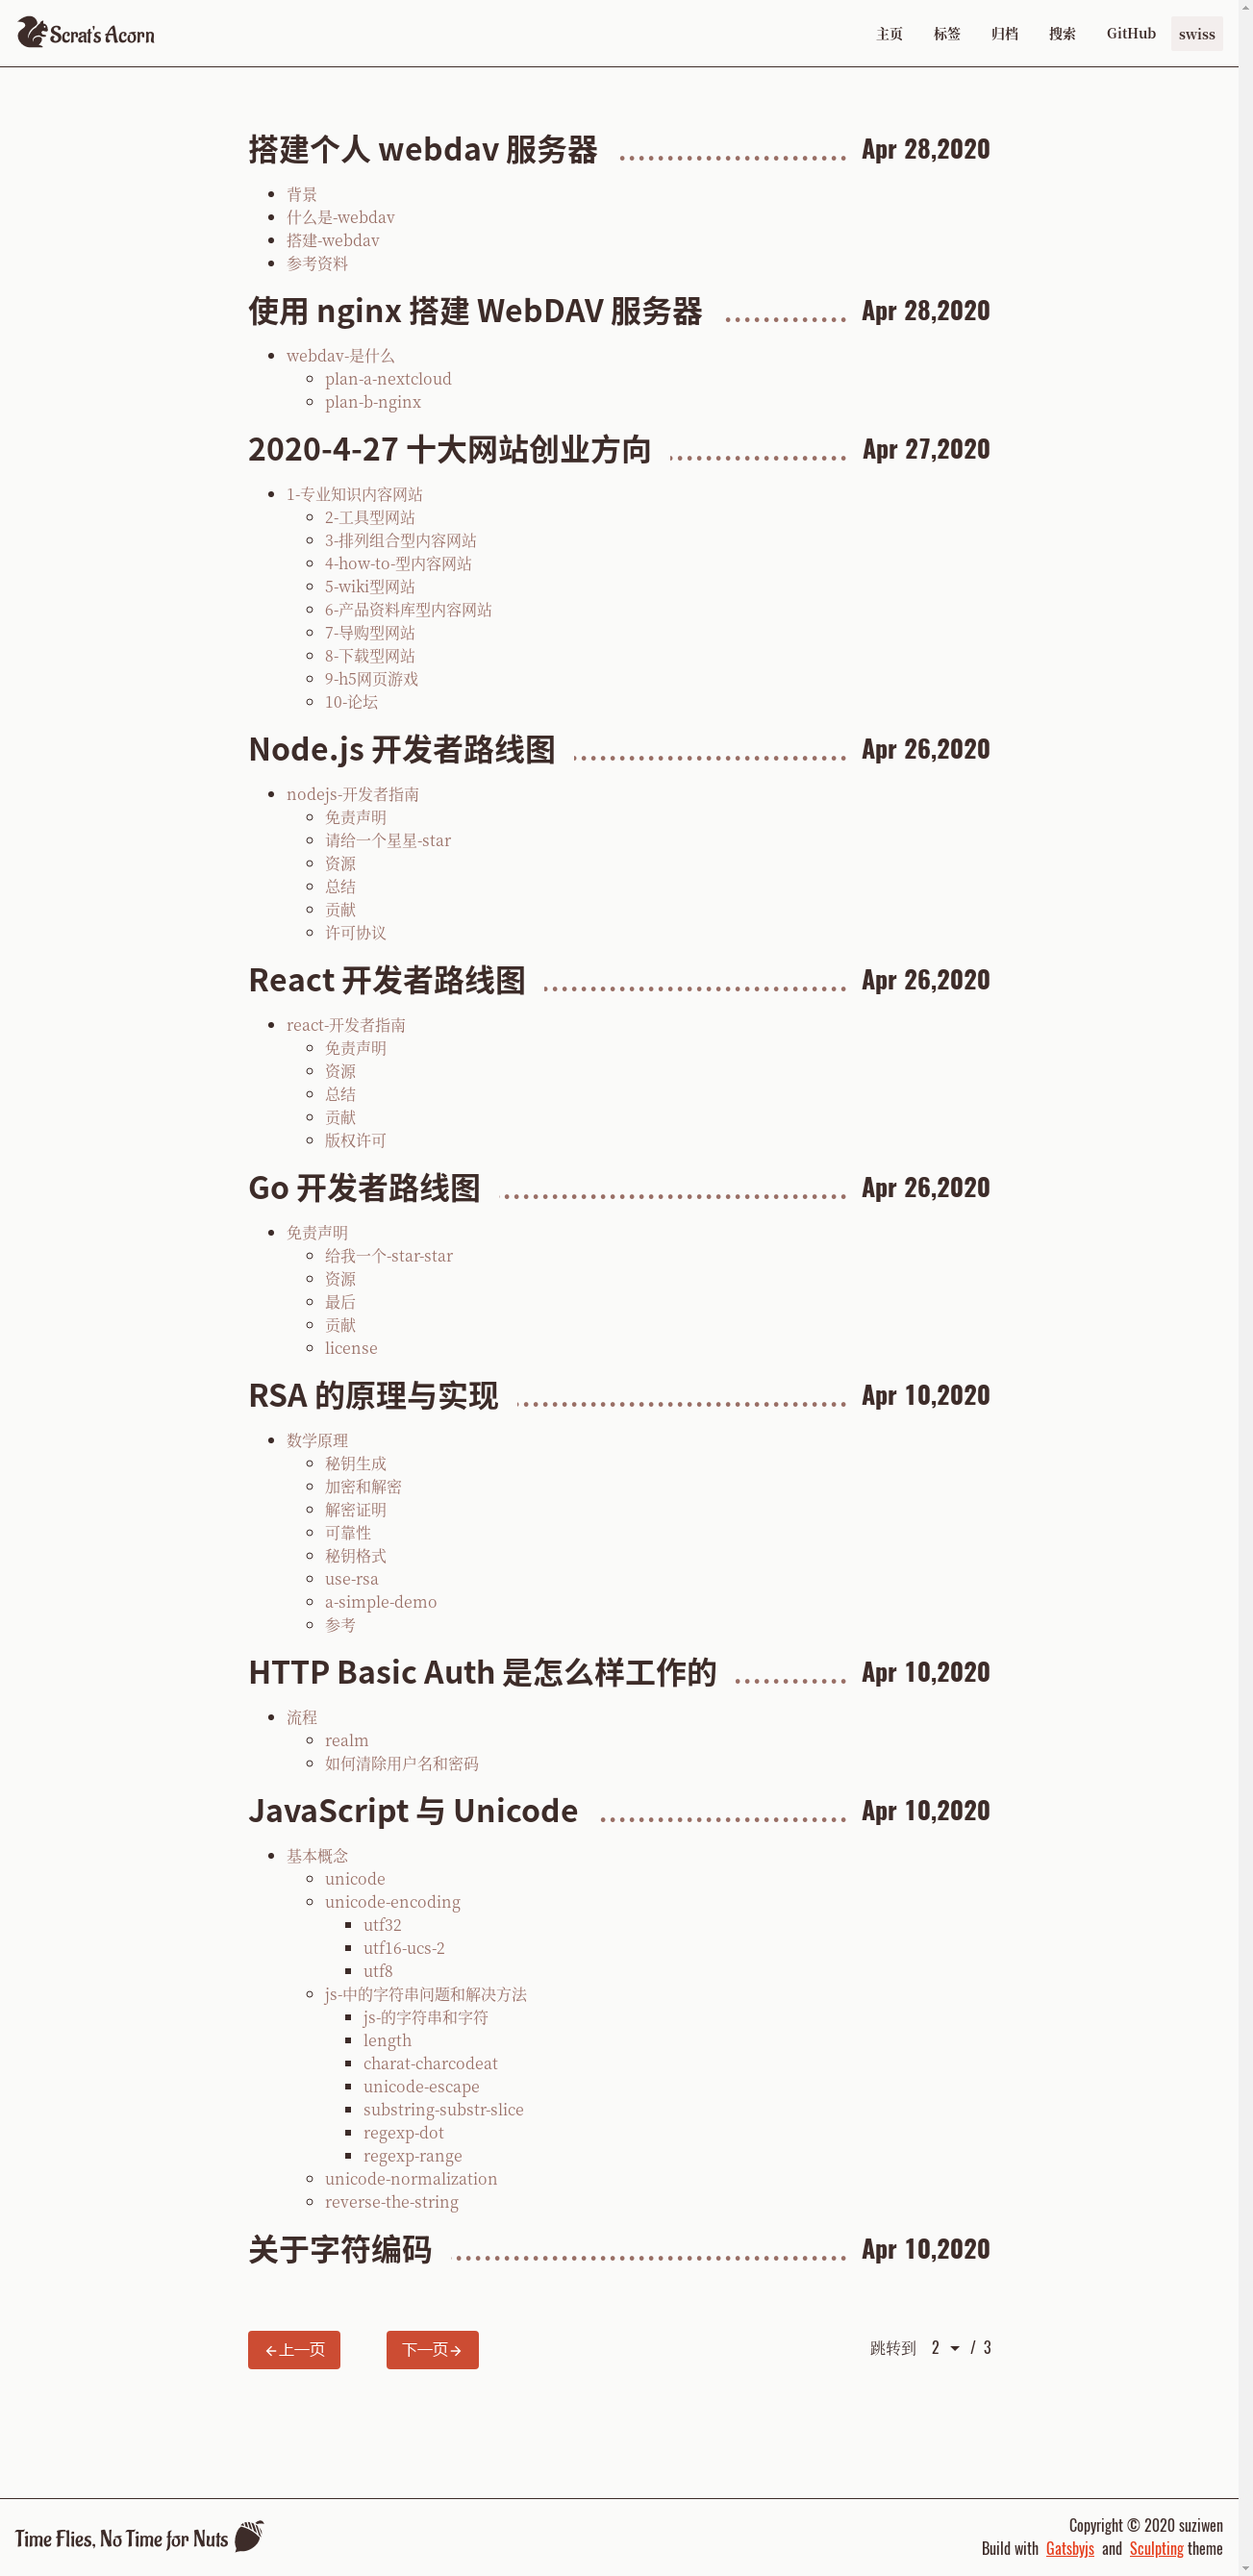 Scrat's Acorn
主页 标签 归档 搜索 GitHub swiss
搭建个人 webdav 服务器 Apr 28,2020
背景
什么是-webdav
搭建-webdav
参考资料
使用 nginx 搭建 WebDAV 服务器 Apr 28,2020
webdav-是什么
plan-a-nextcloud
plan-b-nginx
2020-4-27 十大网站创业方向 Apr 27,2020
1-专业知识内容网站
2-工具型网站
3-排列组合型内容网站
4-how-to-型内容网站
5-wiki型网站
6-产品资料库型内容网站
7-导购型网站
8-下载型网站
9-h5网页游戏
10-论坛
Node.js 开发者路线图 Apr 26,2020
nodejs-开发者指南
免责声明
请给一个星星-star
资源
总结
贡献
许可协议
React 开发者路线图 Apr 26,2020
react-开发者指南
免责声明
资源
总结
贡献
版权许可
Go 开发者路线图 Apr 26,2020
免责声明
给我一个-star-star
资源
最后
贡献
license
RSA 的原理与实现 Apr 10,2020
数学原理
秘钥生成
加密和解密
解密证明
可靠性
秘钥格式
use-rsa
a-simple-demo
参考
HTTP Basic Auth 是怎么样工作的 Apr 10,2020
流程
realm
如何清除用户名和密码
JavaScript 与 Unicode Apr 10,2020
基本概念
unicode
unicode-encoding
utf32
utf16-ucs-2
utf8
js-中的字符串问题和解决方法
js-的字符串和字符
length
charat-charcodeat
unicode-escape
substring-substr-slice
regexp-dot
regexp-range
unicode-normalization
reverse-the-string
关于字符编码 Apr 10,2020
上一页 下一页 跳转到 2 / 3
Time Flies, No Time for Nuts
Copyright © 2020 suziwen
Build with Gatsbyjs and Sculpting theme